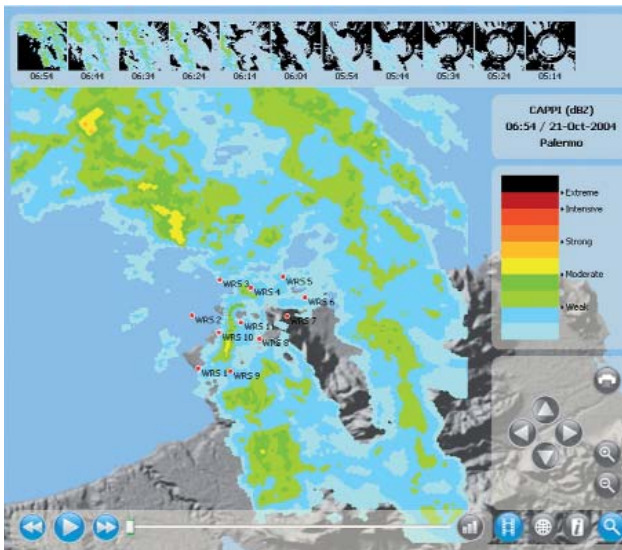 06:54 06:44 06:34 06:24 06:14 06:04 05:54 05:44 05:34 05:24 05:14
CAPPI (dBZ)
06:54 / 21-Oct-2004
Palermo
Extreme
Intensive
Strong
Moderate
Weak
WRS 3
WRS 4
WRS 5
WRS 6
WRS 2
WRS 11
WRS 7
WRS 10
WRS 8
WRS 1
WRS 9